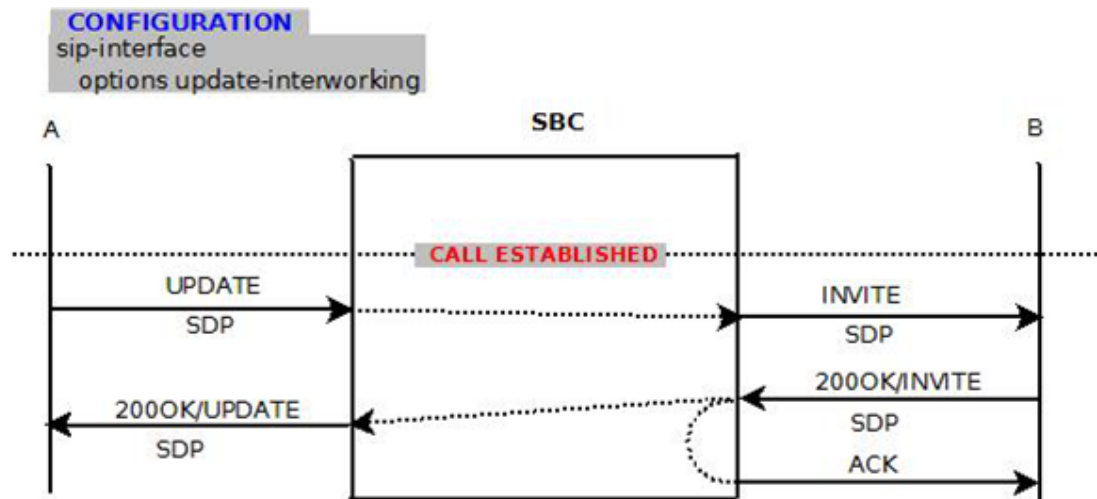 CONFIGURATION
sip-interface
options update-interworking
A
SBC
B
CALL ESTABLISHED
UPDATE
SDP
INVITE
SDP
200OK/INVITE
SDP
200OK/UPDATE
SDP
ACK